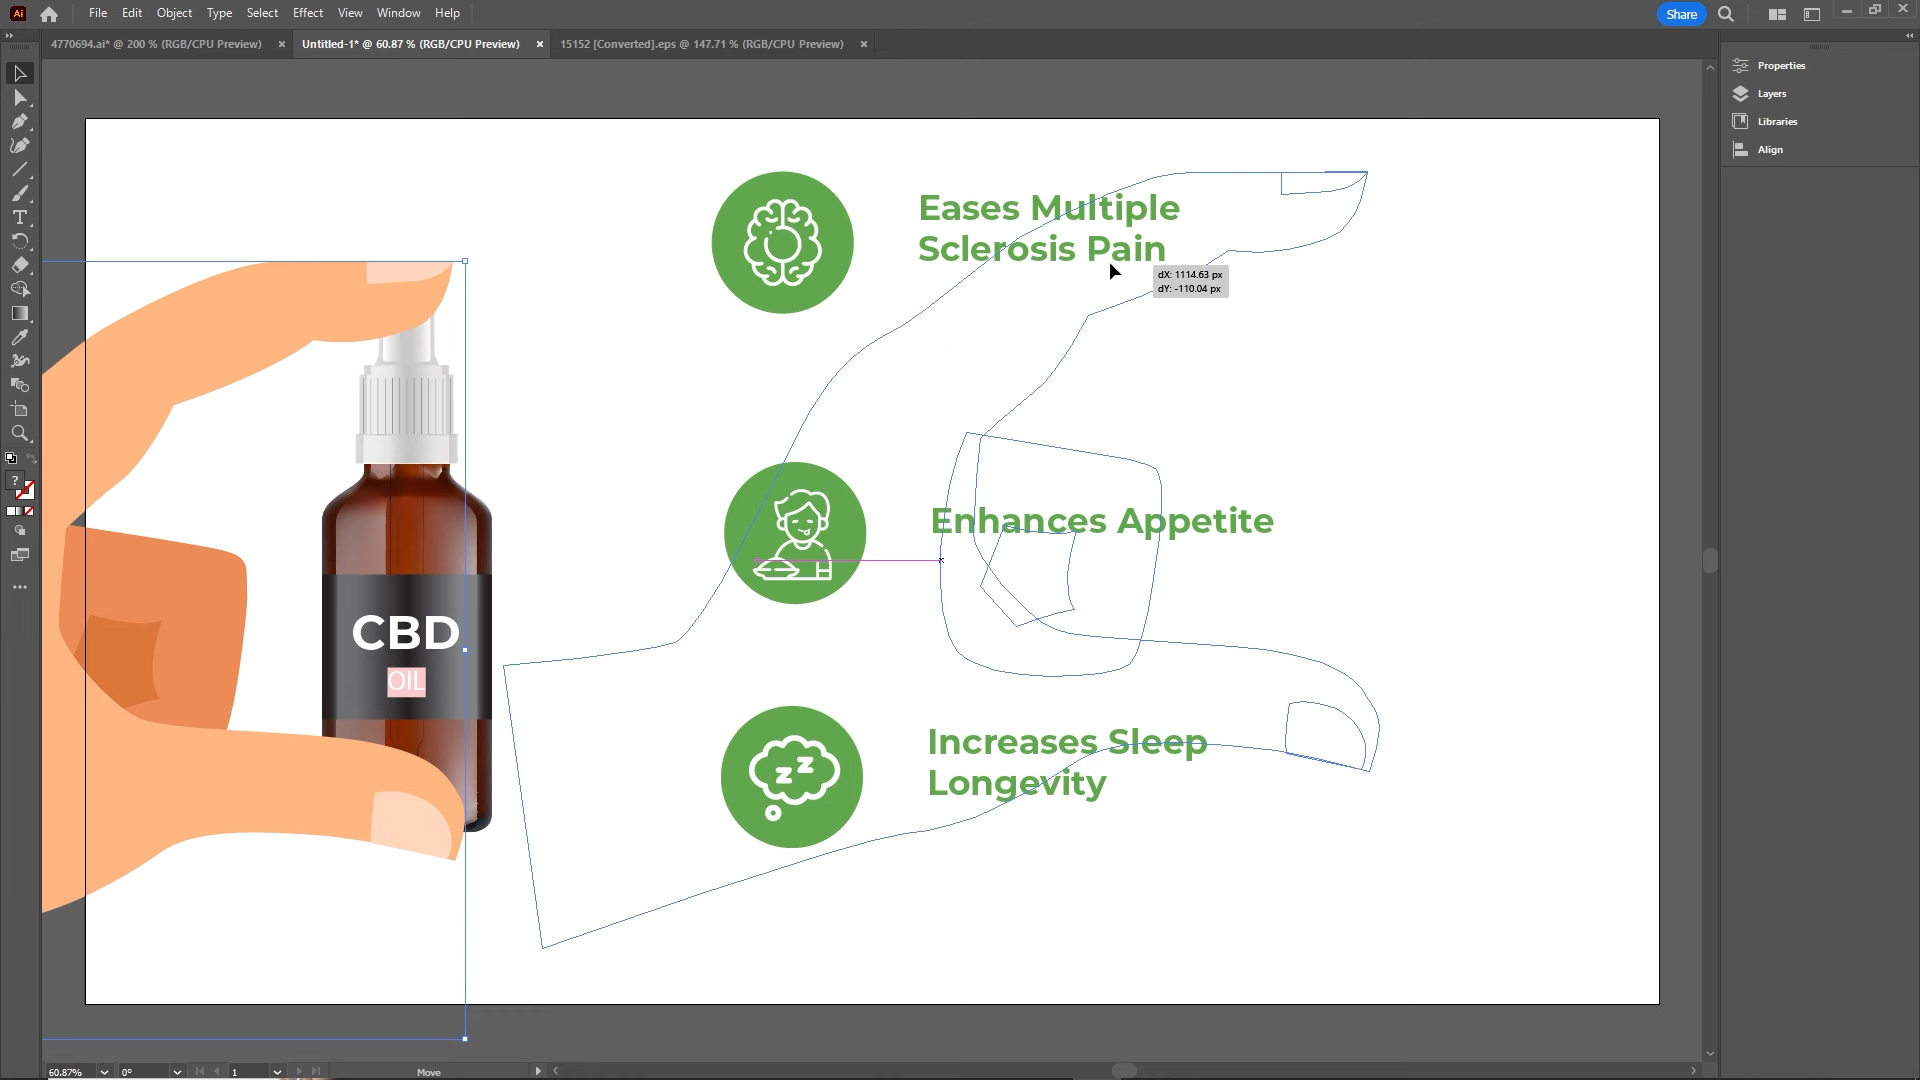 Ai File Edit Object Type Select Effect View Window Help Share
4770694.ai* @ 200 % (RGB/CPU Preview) × Untitled-1* @ 60.87 % (RGB/CPU Preview) × 15152 [Converted].eps @ 147.71 % (RGB/CPU Preview) ×
Properties
Layers
Libraries
Align
Eases Multiple
Sclerosis Pain
dX: 1114.63 px
dY: -110.04 px
Enhances Appetite
CBD
OIL
z z
Increases Sleep
Longevity
?
60.87% 0° 1 Move